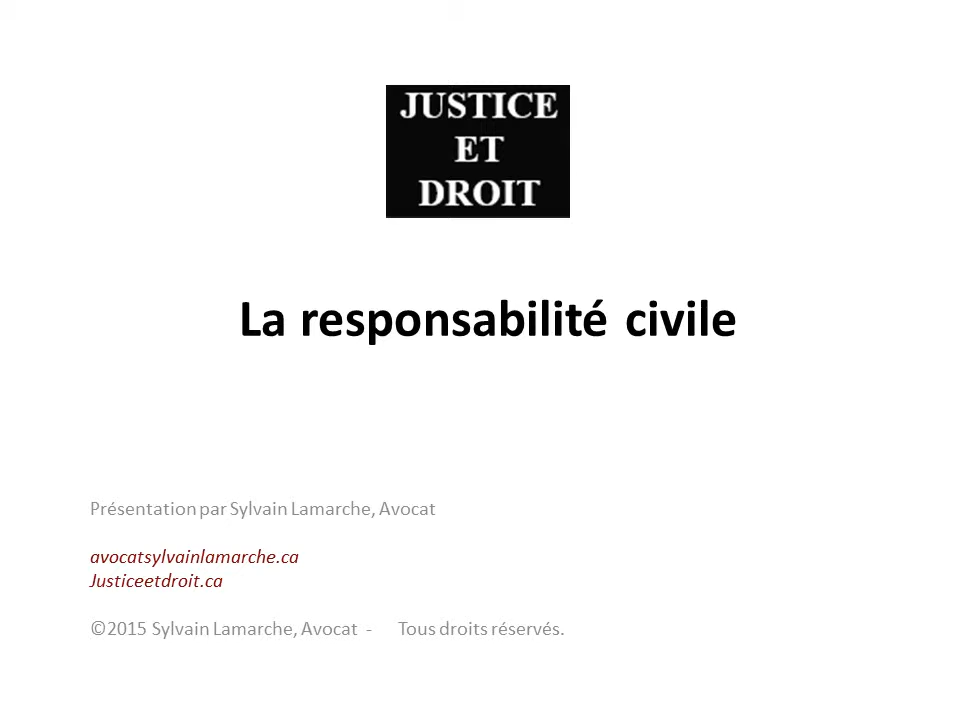 JUSTICE
ET
DROIT
La responsabilité civile
Présentation par Sylvain Lamarche, Avocat
avocatsylvainlamarche.ca
Justiceetdroit.ca
©2015 Sylvain Lamarche, Avocat - Tous droits réservés.